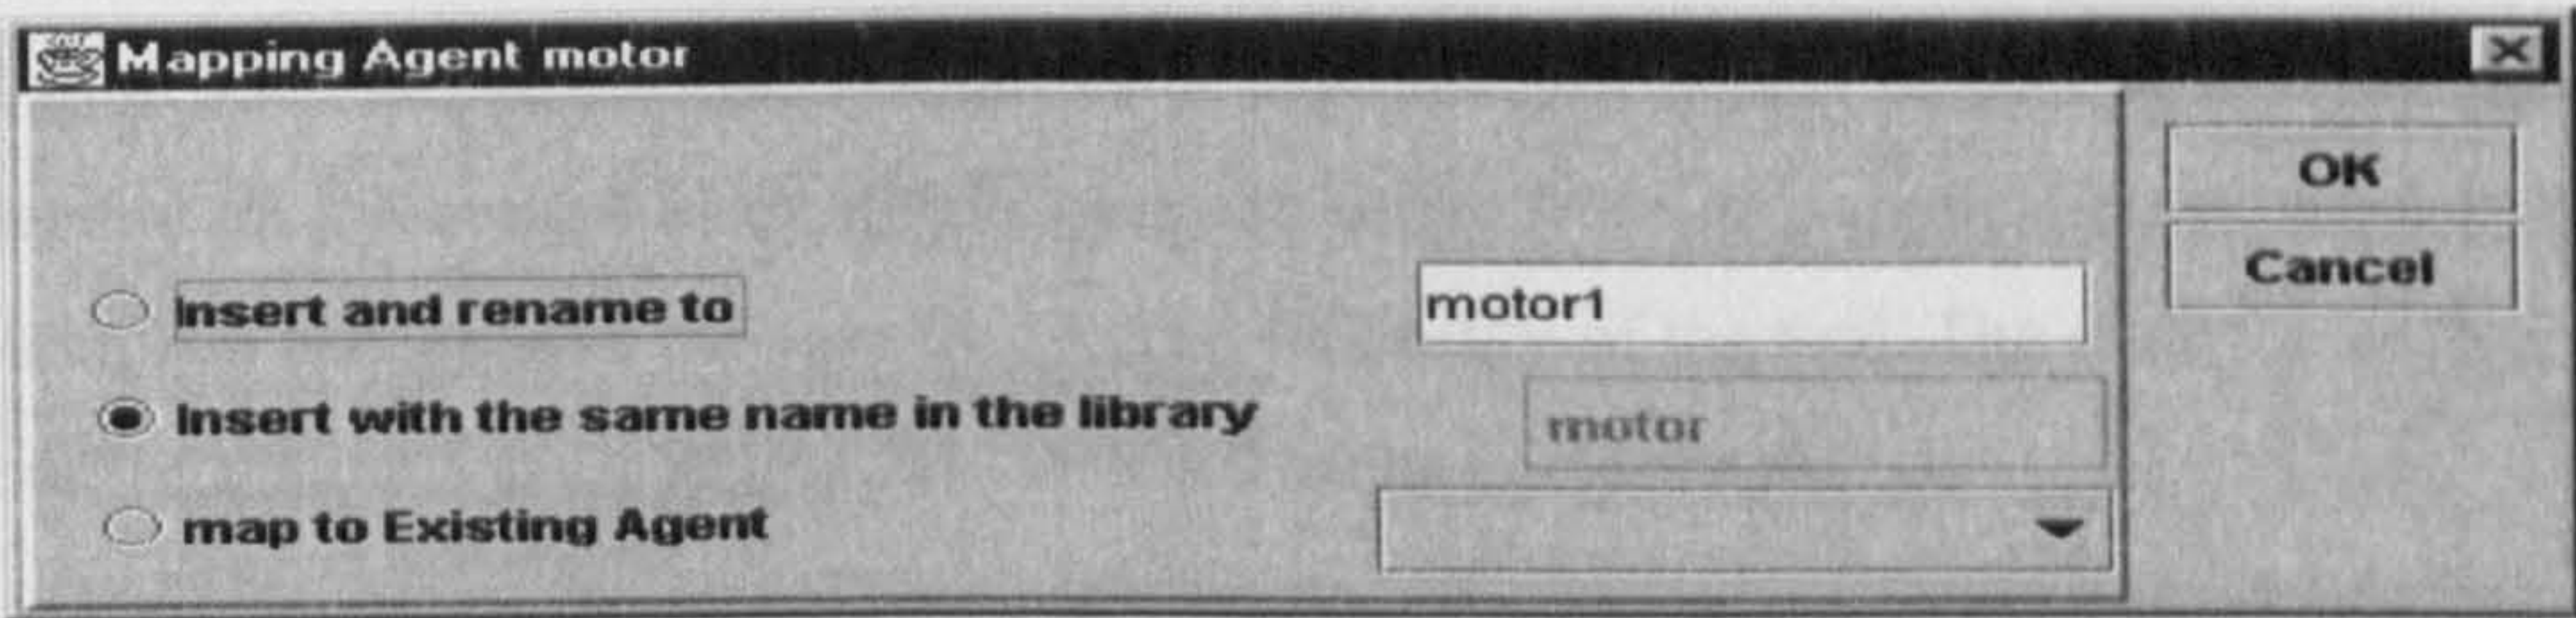 Mapping Agent motor
OK
Cancel
Insert and rename to motor1
Insert with the same name in the library motor
map to Existing Agent